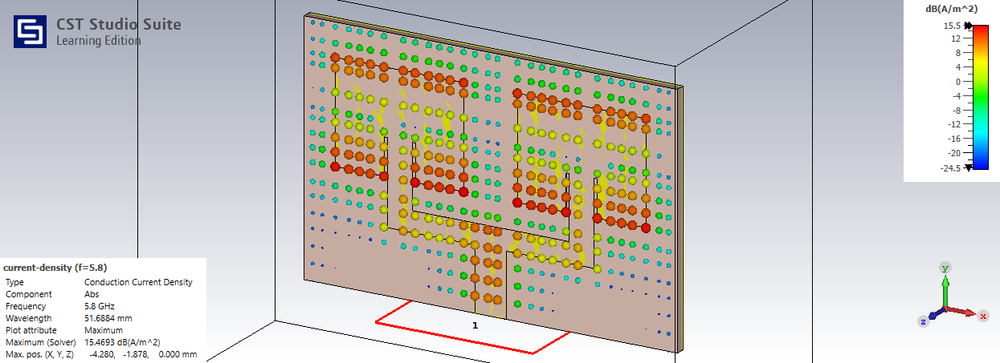 CST Studio Suite
Learning Edition
dB(A/m^2)
15.5
12
8
4
0
-4
-8
-12
-16
-20
-24.5
current-density (f=5.8)
Type Conduction Current Density
Component Abs
Frequency 5.8 GHz
Wavelength 51.6884 mm
Plot attribute Maximum
Maximum (Solver) 15.4693 dB(A/m^2)
Max. pos. (X, Y, Z) -4.280, -1.878, 0.000 mm
1
Y
Z
X